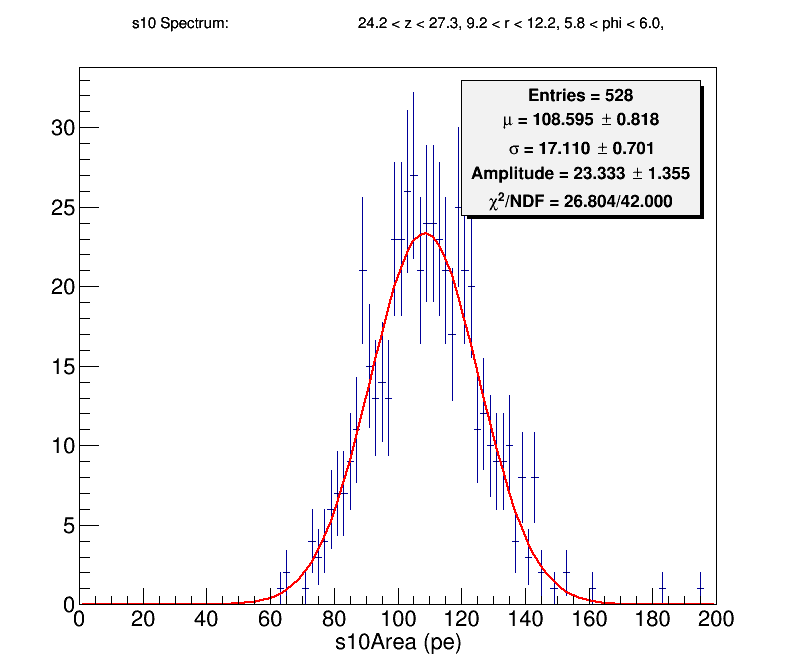 s10 Spectrum: 24.2 < z < 27.3, 9.2 < r < 12.2, 5.8 < phi < 6.0,
Entries = 528
μ = 108.595 ± 0.818
σ = 17.110 ± 0.701
Amplitude = 23.333 ± 1.355
χ²/NDF = 26.804/42.000
30
25
20
15
10
5
0
0 20 40 60 80 100 120 140 160 180 200
s10Area (pe)